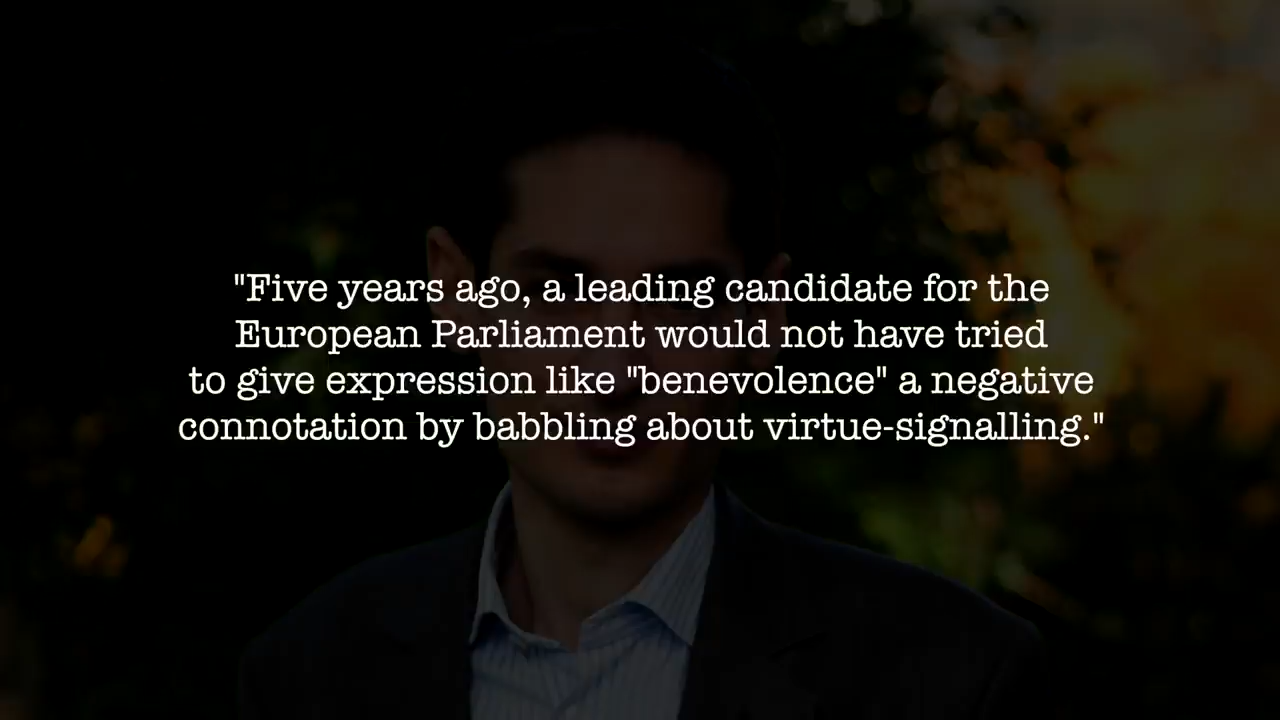 "Five years ago, a leading candidate for the
European Parliament would not have tried
to give expression like "benevolence" a negative
connotation by babbling about virtue-signalling."